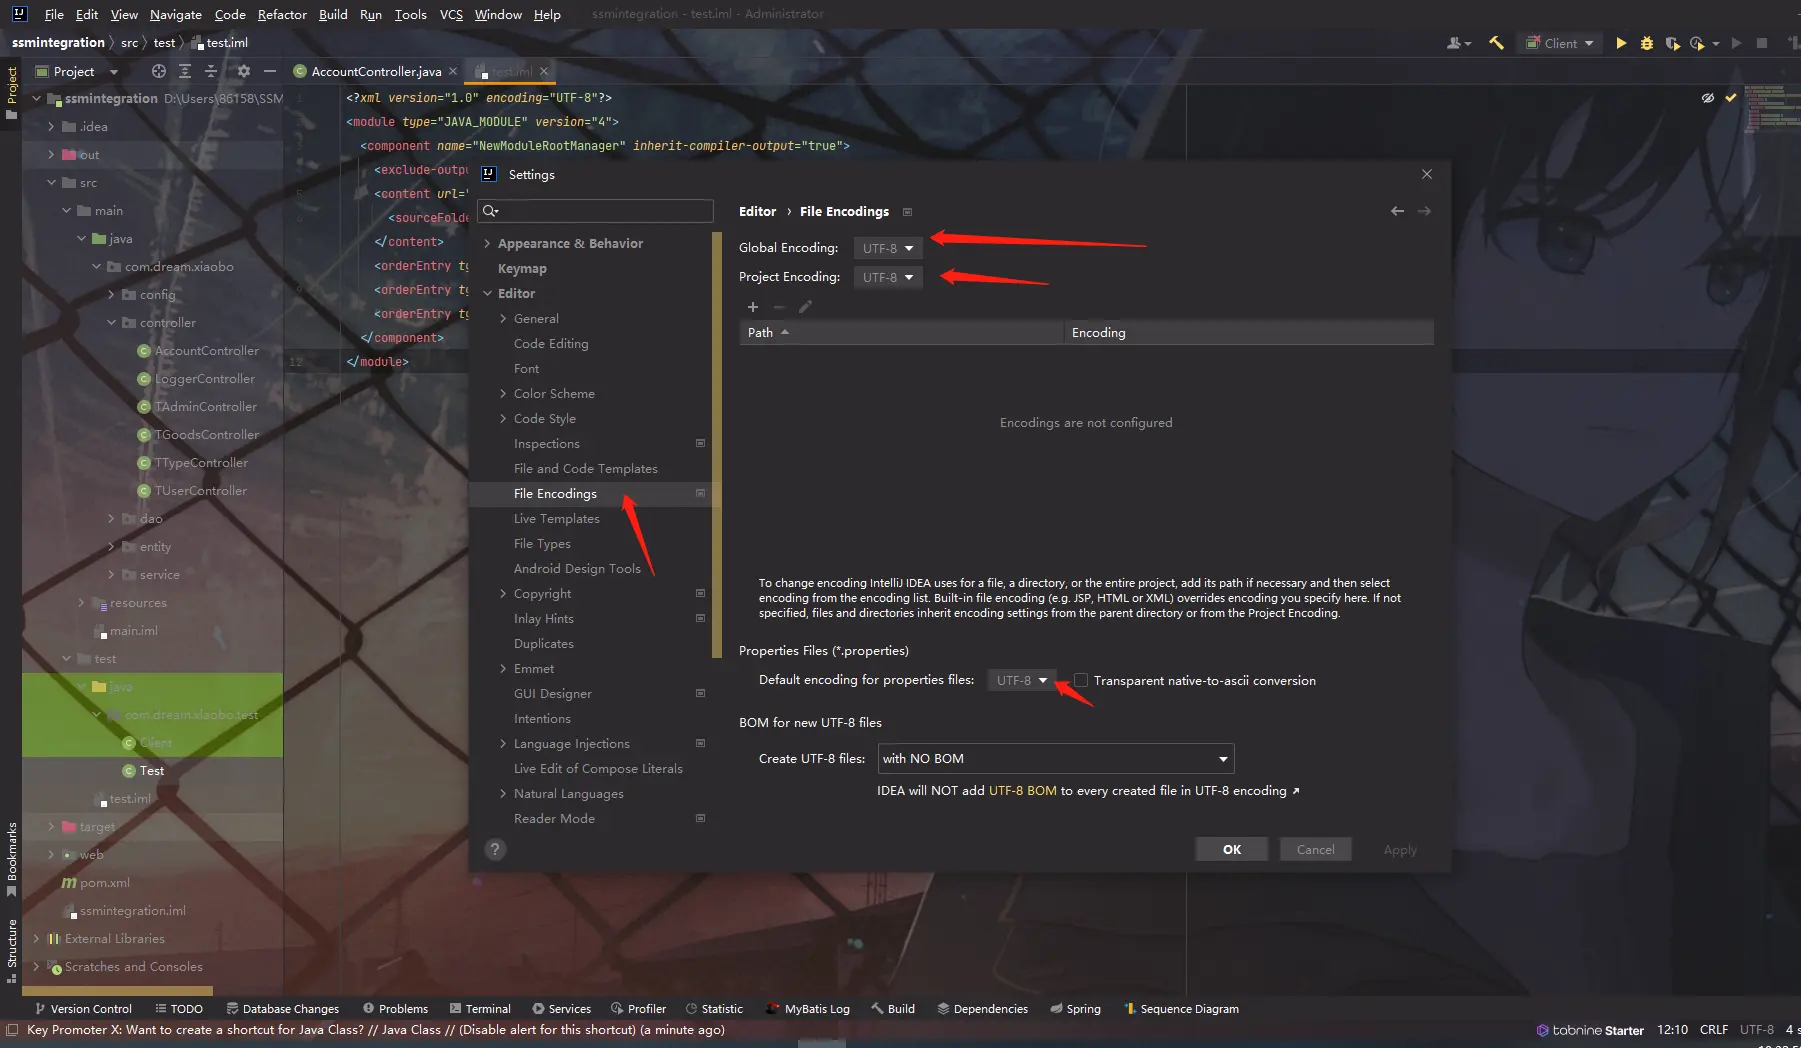 File Edit View Navigate Code Refactor Build Run Tools VCS Window Help ssmintegration - test.iml - Administrator
ssmintegration src test test.iml Client
Project AccountController.java test.iml
Project
ssmintegration D:\Users\86158\SSM
.idea
out
src
main
java
com.dream.xiaobo
config
controller
AccountController
LoggerController
TAdminController
TGoodsController
TTypeController
TUserController
dao
entity
service
resources
main.iml
test
java
com.dream.xiaobo.test
Client
Test
test.iml
target
web
pom.xml
ssmintegration.iml
External Libraries
Scratches and Consoles
Bookmarks
Structure
1 <?xml version="1.0" encoding="UTF-8"?>
<module type="JAVA_MODULE" version="4">
<component name="NewModuleRootManager" inherit-compiler-output="true">
<exclude-outpu
5 <content url="
<sourceFolde
</content>
<orderEntry ty
9 <orderEntry ty
<orderEntry ty
</component>
12 </module>
Settings
Appearance & Behavior
Keymap
Editor
General
Code Editing
Font
Color Scheme
Code Style
Inspections
File and Code Templates
File Encodings
Live Templates
File Types
Android Design Tools
Copyright
Inlay Hints
Duplicates
Emmet
GUI Designer
Intentions
Language Injections
Live Edit of Compose Literals
Natural Languages
Reader Mode
Editor › File Encodings
Global Encoding: UTF-8
Project Encoding: UTF-8
Path Encoding
Encodings are not configured
To change encoding IntelliJ IDEA uses for a file, a directory, or the entire project, add its path if necessary and then select
encoding from the encoding list. Built-in file encoding (e.g. JSP, HTML or XML) overrides encoding you specify here. If not
specified, files and directories inherit encoding settings from the parent directory or from the Project Encoding.
Properties Files (*.properties)
Default encoding for properties files: UTF-8 Transparent native-to-ascii conversion
BOM for new UTF-8 files
Create UTF-8 files: with NO BOM
IDEA will NOT add UTF-8 BOM to every created file in UTF-8 encoding ↗
? OK Cancel Apply
Version Control TODO Database Changes Problems Terminal Services Profiler Statistic MyBatis Log Build Dependencies Spring Sequence Diagram
Key Promoter X: Want to create a shortcut for Java Class? // Java Class // (Disable alert for this shortcut) (a minute ago) tabnine Starter 12:10 CRLF UTF-8 4 s